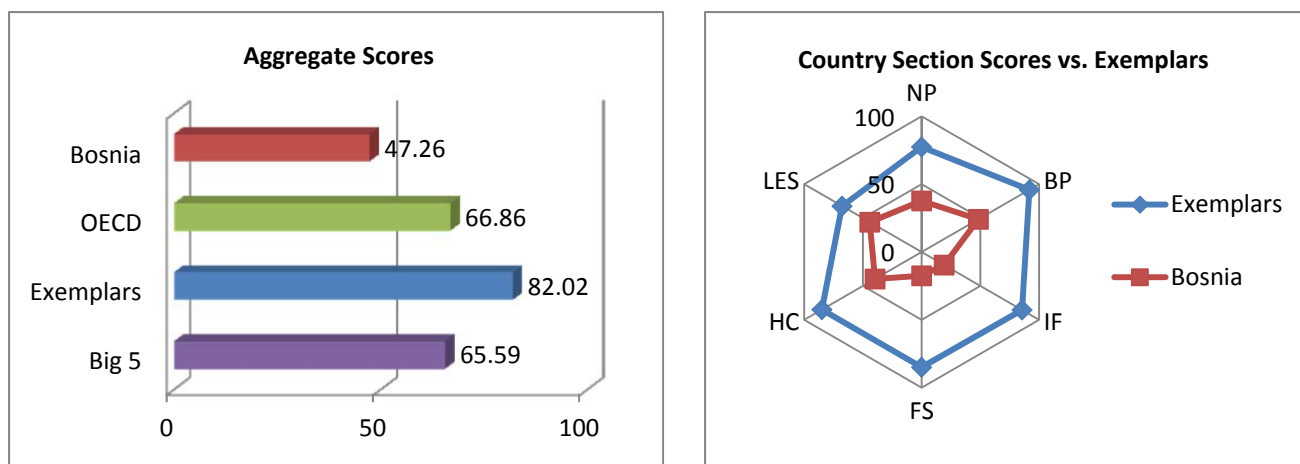 Aggregate Scores
Bosnia
47.26
OECD
66.86
Exemplars
82.02
Big 5
65.59
0
50
100
Country Section Scores vs. Exemplars
NP
100
50
0
LES
BP
HC
IF
FS
Exemplars
Bosnia